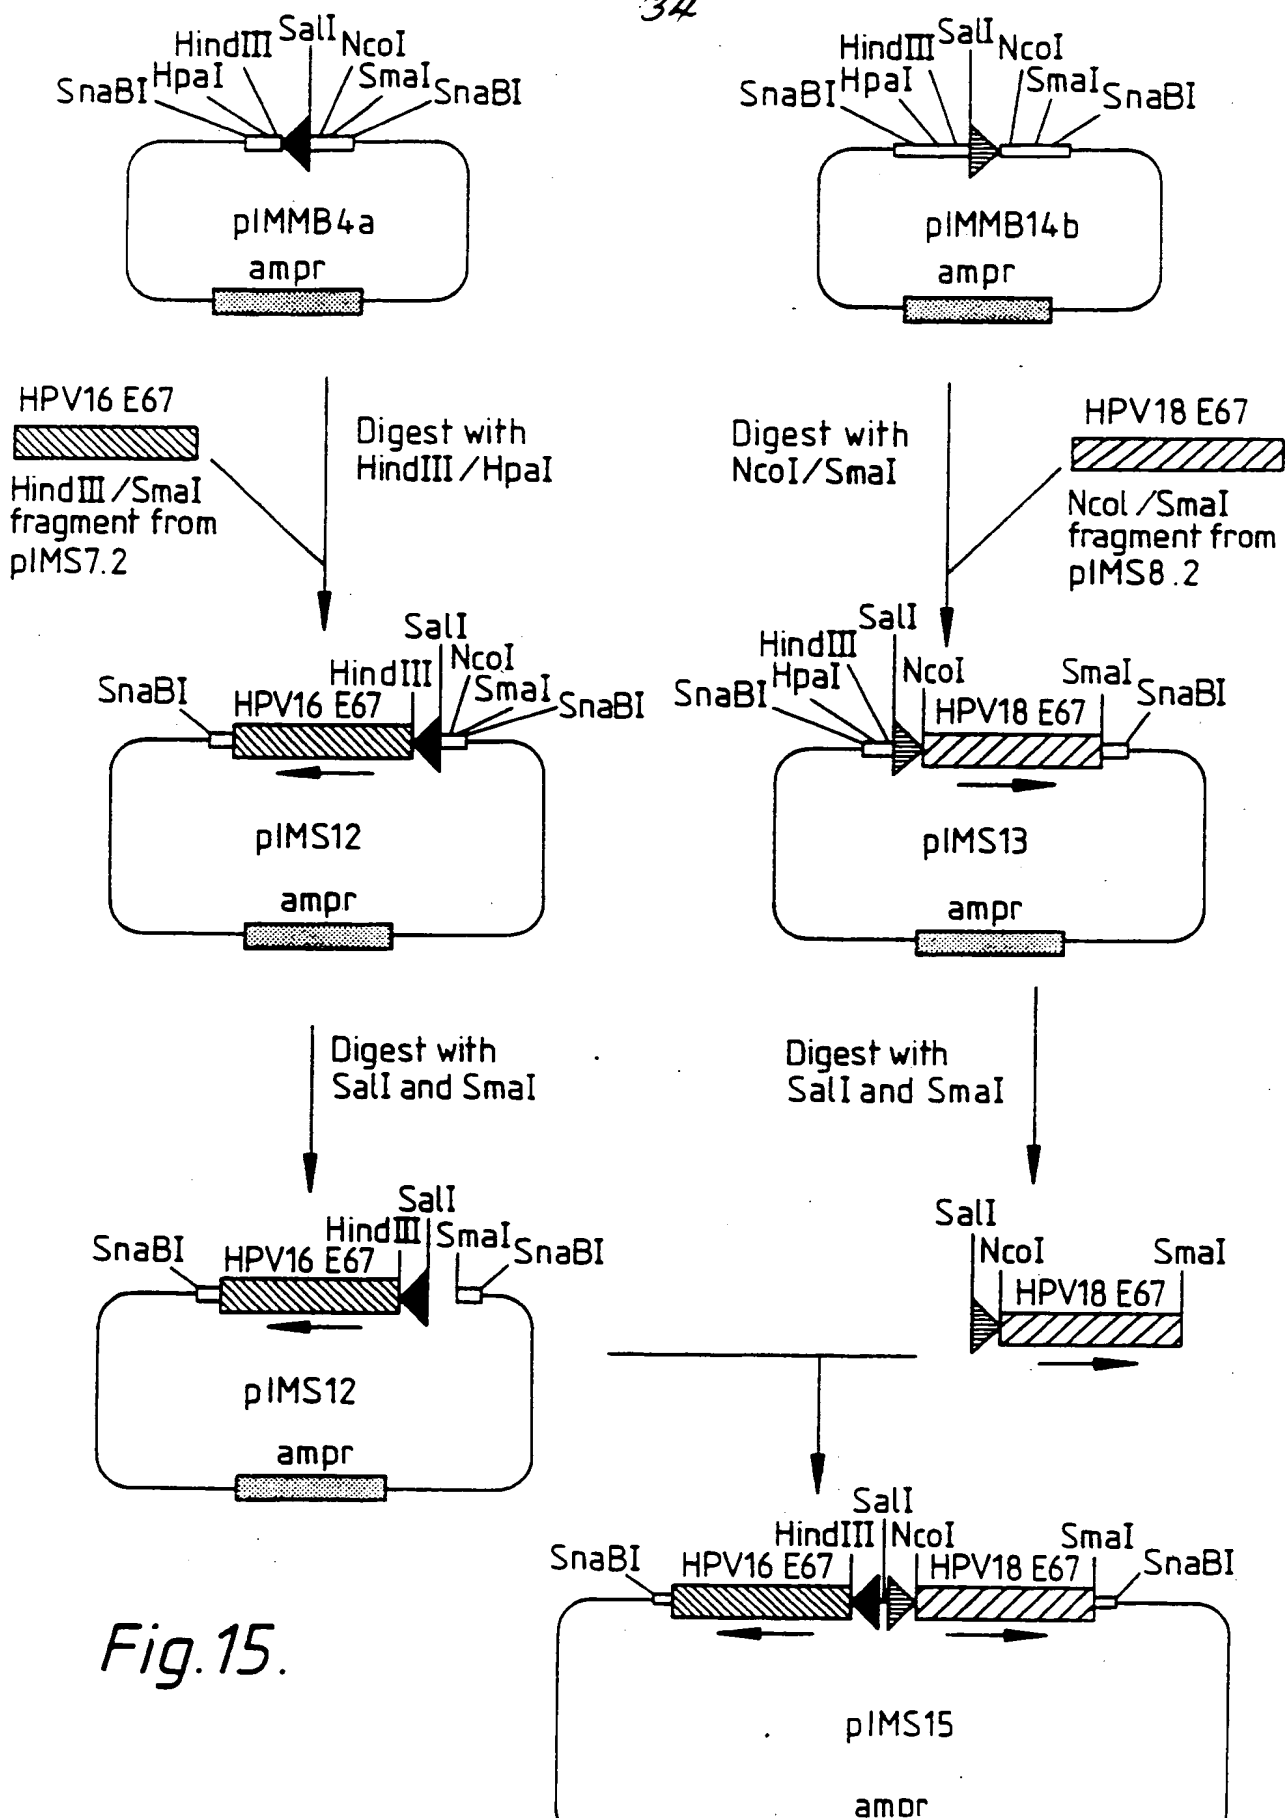 34
SalI
HindIII NcoI
HpaI SmaI
SnaBI SnaBI
pIMMB4a
ampr
SalI
HindIII NcoI
HpaI SmaI
SnaBI SnaBI
pIMMB14b
ampr
HPV16 E67
HindIII/SmaI
fragment from
pIMS7.2
Digest with
HindIII/HpaI
Digest with
NcoI/SmaI
HPV18 E67
NcoI/SmaI
fragment from
pIMS8.2
SalI
HindIII NcoI
SnaBI SmaI
HPV16 E67 SnaBI
pIMS12
ampr
SalI
HindIII NcoI SmaI
SnaBI HpaI SnaBI
HPV18 E67
pIMS13
ampr
Digest with
SalI and SmaI
Digest with
SalI and SmaI
SalI
HindIII SmaI
SnaBI HPV16 E67 SnaBI
pIMS12
ampr
SalI
NcoI SmaI
HPV18 E67
SalI
HindIII NcoI SmaI
SnaBI HPV16 E67 HPV18 E67 SnaBI
pIMS15
ampr
Fig.15.